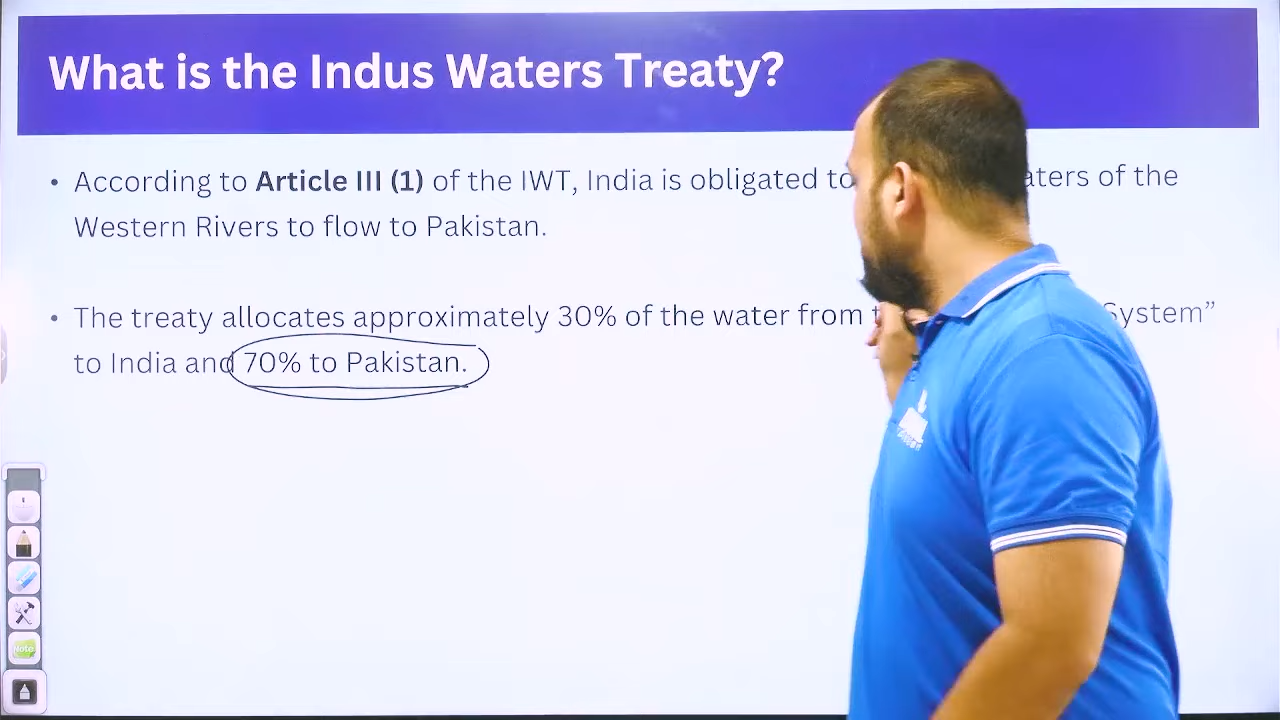 What is the Indus Waters Treaty?
• According to Article III (1) of the IWT, India is obligated to aters of the
Western Rivers to flow to Pakistan.
• The treaty allocates approximately 30% of the water from System”
to India and 70% to Pakistan.
Note